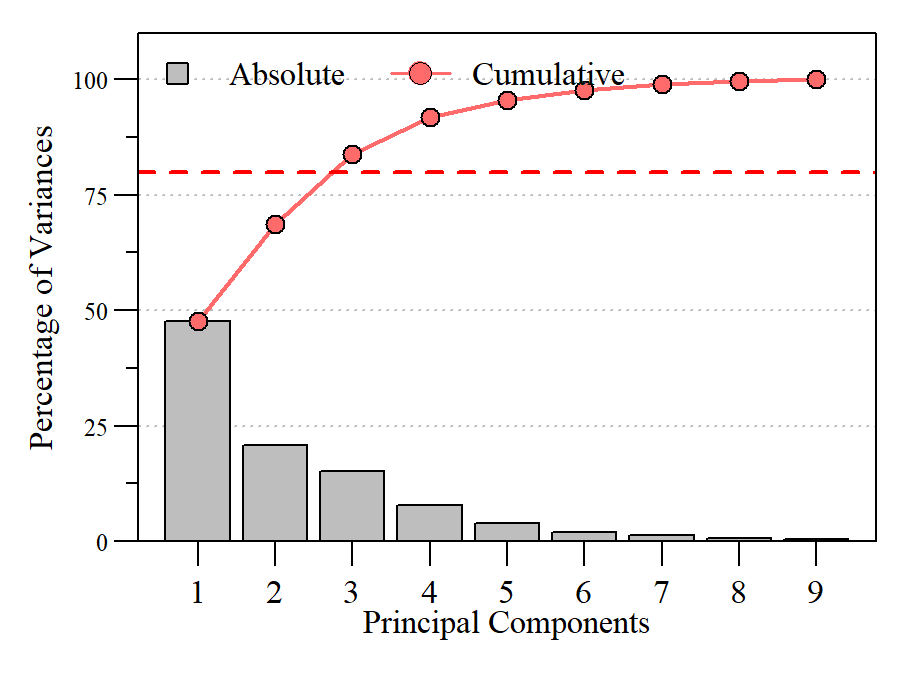 Absolute Cumulative
Percentage of Variances
100
75
50
25
0
1 2 3 4 5 6 7 8 9
Principal Components